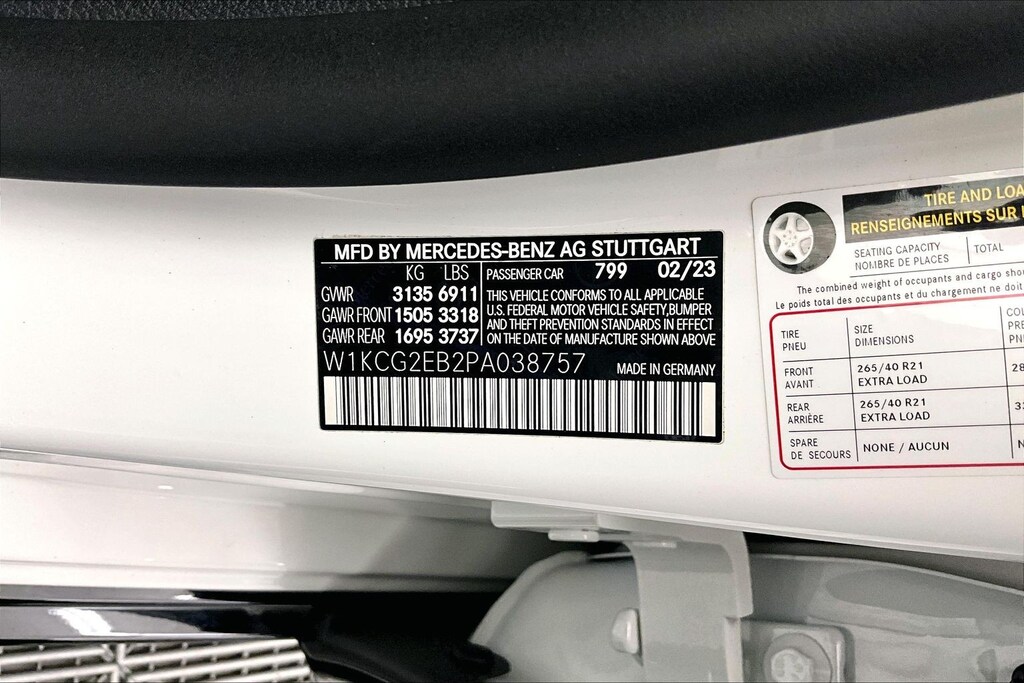 MFD BY MERCEDES-BENZ AG STUTTGART
KG LBS
GVWR 3135 6911
GAWR FRONT 1505 3318
GAWR REAR 1695 3737
PASSENGER CAR 799 02/23
THIS VEHICLE CONFORMS TO ALL APPLICABLE
U.S. FEDERAL MOTOR VEHICLE SAFETY,BUMPER
AND THEFT PREVENTION STANDARDS IN EFFECT
ON THE DATE OF MANUFACTURE SHOWN ABOVE
W1KCG2EB2PA038757 MADE IN GERMANY
TIRE AND LOA
RENSEIGNEMENTS SUR
SEATING CAPACITY TOTAL
NOMBRE DE PLACES
The combined weight of occupants and cargo shou
Le poids total des occupants et du chargement ne doit
TIRE SIZE
PNEU DIMENSIONS
FRONT 265/40 R21
AVANT EXTRA LOAD
REAR 265/40 R21
ARRIÈRE EXTRA LOAD
SPARE NONE / AUCUN
DE SECOURS